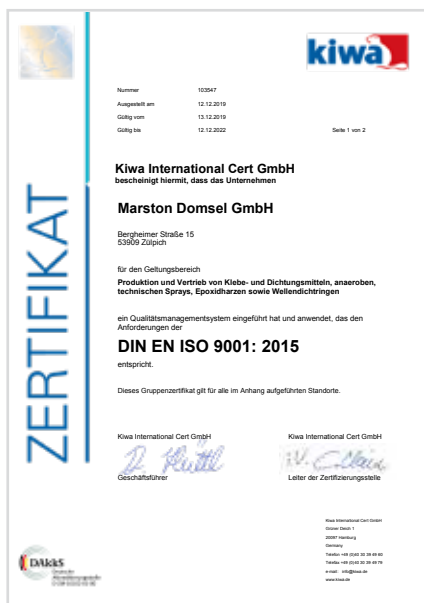 kiwa
Nummer 103547
Ausgestellt am 12.12.2019
Gültig vom 13.12.2019
Gültig bis 12.12.2022 Seite 1 von 2
Kiwa International Cert GmbH
bescheinigt hiermit, dass das Unternehmen
Marston Domsel GmbH
Bergheimer Straße 15
53909 Zülpich
für den Geltungsbereich
Produktion und Vertrieb von Klebe- und Dichtungsmitteln, anaeroben,
technischen Sprays, Epoxidharzen sowie Wellendichtringen
ein Qualitätsmanagementsystem eingeführt hat und anwendet, das den
Anforderungen der
DIN EN ISO 9001: 2015
entspricht.
Dieses Gruppenzertifikat gilt für alle im Anhang aufgeführten Standorte.
Kiwa International Cert GmbH Kiwa International Cert GmbH
Geschäftsführer Leiter der Zertifizierungsstelle
ZERTIFIKAT
Kiwa International Cert GmbH
20097 Hamburg
Germany
www.kiwa.de
DAkkS
Deutsche
Akkreditierungsstelle